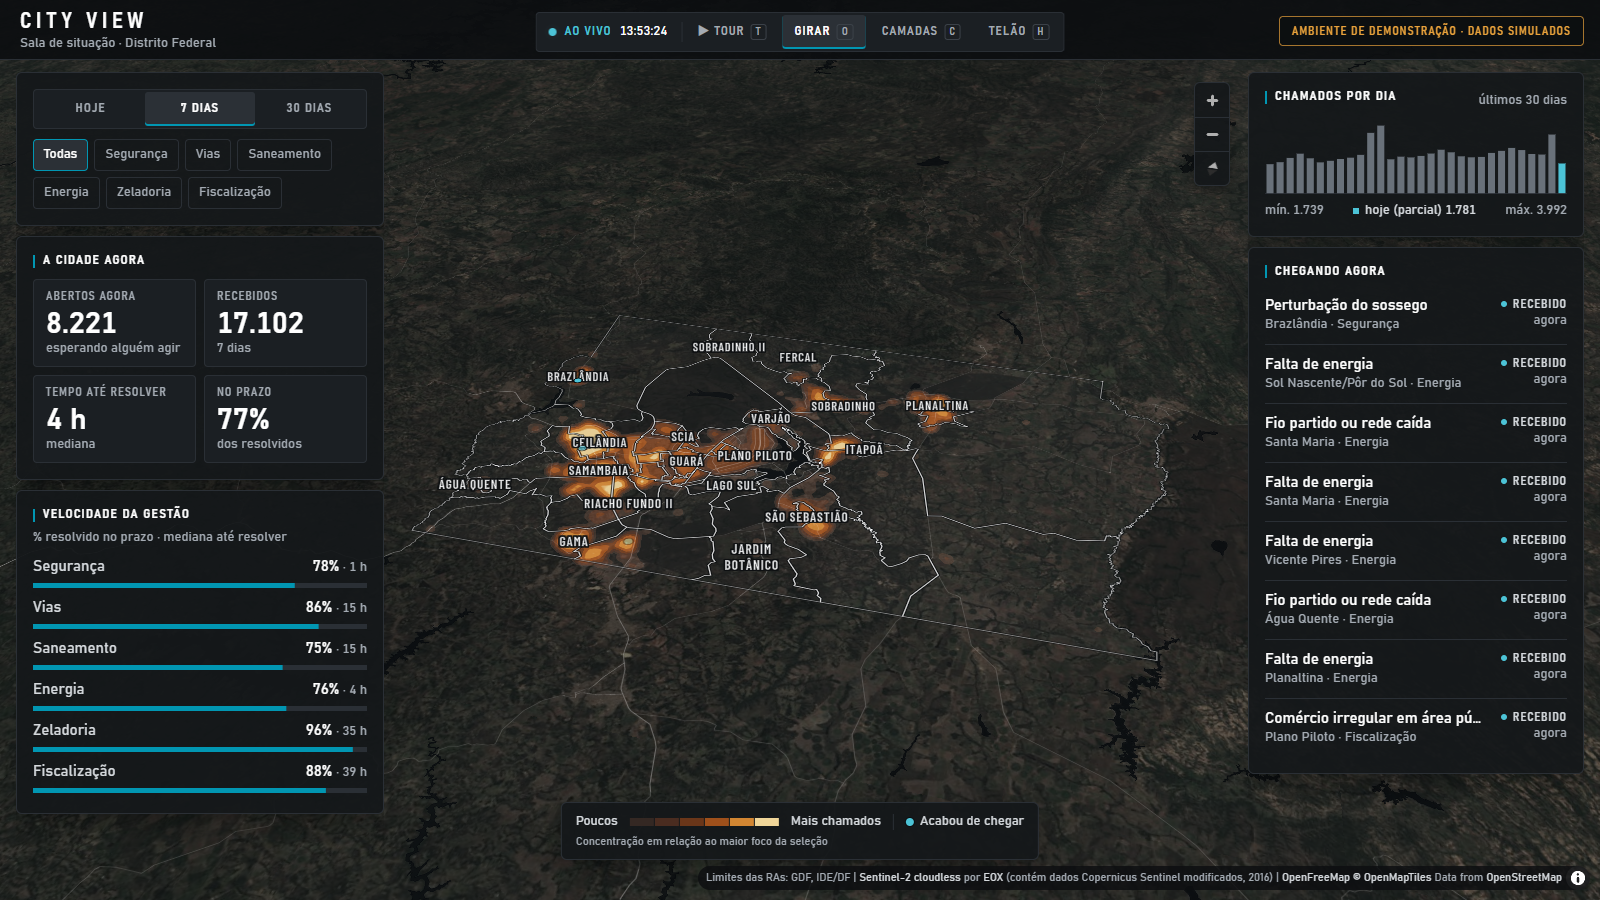 CITY VIEW
Sala de situação · Distrito Federal
AO VIVO 13:53:24
TOUR T
GIRAR O
CAMADAS C
TELÃO H
AMBIENTE DE DEMONSTRAÇÃO · DADOS SIMULADOS
HOJE
7 DIAS
30 DIAS
Todas
Segurança
Vias
Saneamento
Energia
Zeladoria
Fiscalização
A CIDADE AGORA
ABERTOS AGORA
8.221
esperando alguém agir
RECEBIDOS
17.102
7 dias
TEMPO ATÉ RESOLVER
4 h
mediana
NO PRAZO
77%
dos resolvidos
VELOCIDADE DA GESTÃO
% resolvido no prazo · mediana até resolver
Segurança 78% · 1 h
Vias 86% · 15 h
Saneamento 75% · 15 h
Energia 76% · 4 h
Zeladoria 96% · 35 h
Fiscalização 88% · 39 h
SOBRADINHO II
FERCAL
BRAZLÂNDIA
SOBRADINHO
PLANALTINA
VARJÃO
CEILÂNDIA
SCIA
PLANO PILOTO
ITAPOÃ
GUARÁ
SAMAMBAIA
ÁGUA QUENTE
LAGO SUL
RIACHO FUNDO II
SÃO SEBASTIÃO
GAMA
JARDIM
BOTÂNICO
CHAMADOS POR DIA
últimos 30 dias
mín. 1.739
hoje (parcial) 1.781
máx. 3.992
CHEGANDO AGORA
Perturbação do sossego RECEBIDO
Brazlândia · Segurança agora
Falta de energia RECEBIDO
Sol Nascente/Pôr do Sol · Energia agora
Fio partido ou rede caída RECEBIDO
Santa Maria · Energia agora
Falta de energia RECEBIDO
Santa Maria · Energia agora
Falta de energia RECEBIDO
Vicente Pires · Energia agora
Fio partido ou rede caída RECEBIDO
Água Quente · Energia agora
Falta de energia RECEBIDO
Planaltina · Energia agora
Comércio irregular em área pú... RECEBIDO
Plano Piloto · Fiscalização agora
Poucos
Mais chamados
Acabou de chegar
Concentração em relação ao maior foco da seleção
Limites das RAs: GDF, IDE/DF | Sentinel-2 cloudless por EOX (contém dados Copernicus Sentinel modificados, 2016) | OpenFreeMap © OpenMapTiles Data from OpenStreetMap